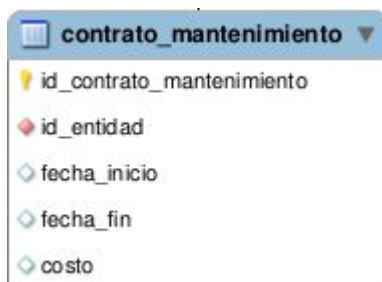 contrato_mantenimiento
id_contrato_mantenimiento
id_entidad
fecha_inicio
fecha_fin
costo